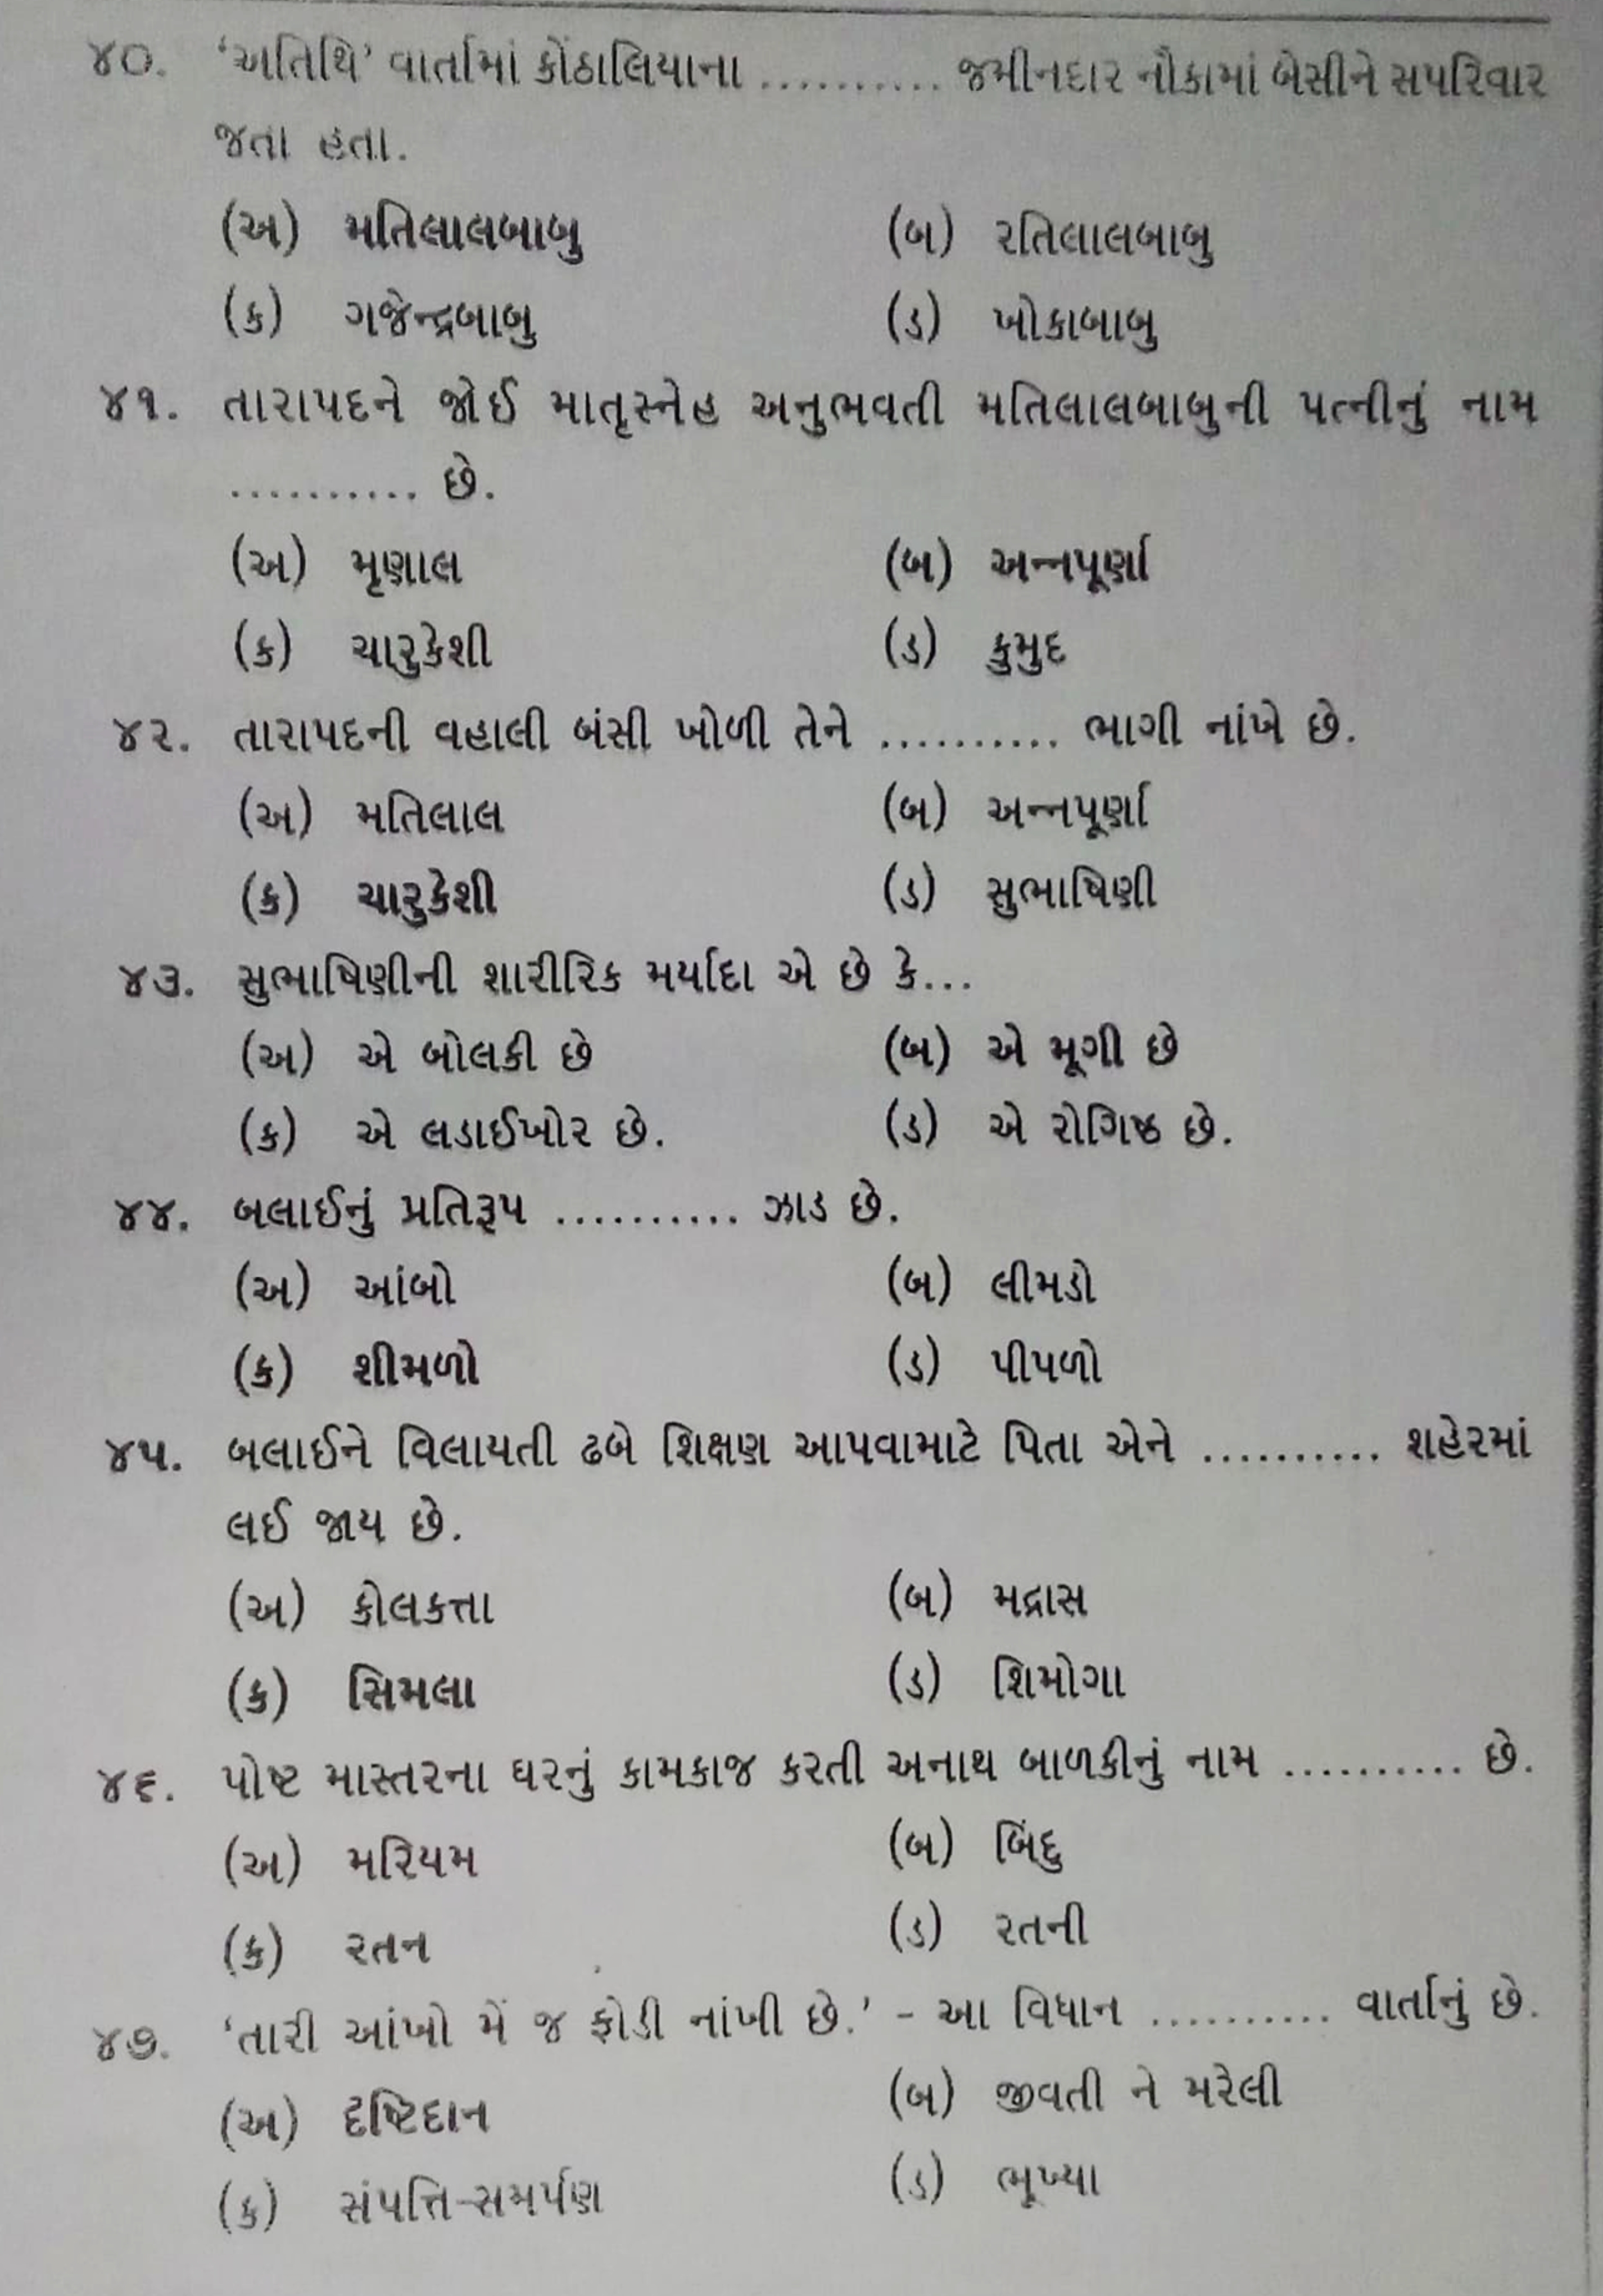 ૪૦. ‘અતિથિ’ વાર્તામાં કોંઠાલિયાના .......... જમીનદાર નૌકામાં બેસીને સપરિવાર
જતા હતા.
(અ) મતિલાલબાબુ (બ) રતિલાલબાબુ
(ક) ગજેન્દ્રબાબુ (ડ) ખોકાબાબુ
૪૧. તારાપદને જોઈ માતૃસ્નેહ અનુભવતી મતિલાલબાબુની પત્નીનું નામ
.......... છે.
(અ) મૃણાલ (બ) અન્નપૂર્ણા
(ક) ચારુકેશી (ડ) કુમુદ
૪૨. તારાપદની વહાલી બંસી ખોળી તેને .......... ભાગી નાંખે છે.
(અ) મતિલાલ (બ) અન્નપૂર્ણા
(ક) ચારુકેશી (ડ) સુભાષિણી
૪૩. સુભાષિણીની શારીરિક મર્યાદા એ છે કે...
(અ) એ બોલકી છે (બ) એ મૂગી છે
(ક) એ લડાઈખોર છે. (ડ) એ રોગિષ્ઠ છે.
૪૪. બલાઈનું પ્રતિરૂપ .......... ઝાડ છે.
(અ) આંબો (બ) લીમડો
(ક) શીમળો (ડ) પીપળો
૪૫. બલાઈને વિલાયતી ઢબે શિક્ષણ આપવામાટે પિતા એને .......... શહેરમાં
લઈ જાય છે.
(અ) કોલકત્તા (બ) મદ્રાસ
(ક) સિમલા (ડ) શિમોગા
૪૬. પોષ્ટ માસ્તરના ઘરનું કામકાજ કરતી અનાથ બાળકીનું નામ .......... છે.
(અ) મરિયમ (બ) બિંદુ
(ક) રતન (ડ) રતની
૪૭. ‘તારી આંખો મેં જ ફોડી નાંખી છે.’ - આ વિધાન .......... વાર્તાનું છે.
(અ) દૃષ્ટિદાન (બ) જીવતી ને મરેલી
(ક) સંપત્તિ-સમર્પણ (ડ) ભૂખ્યા